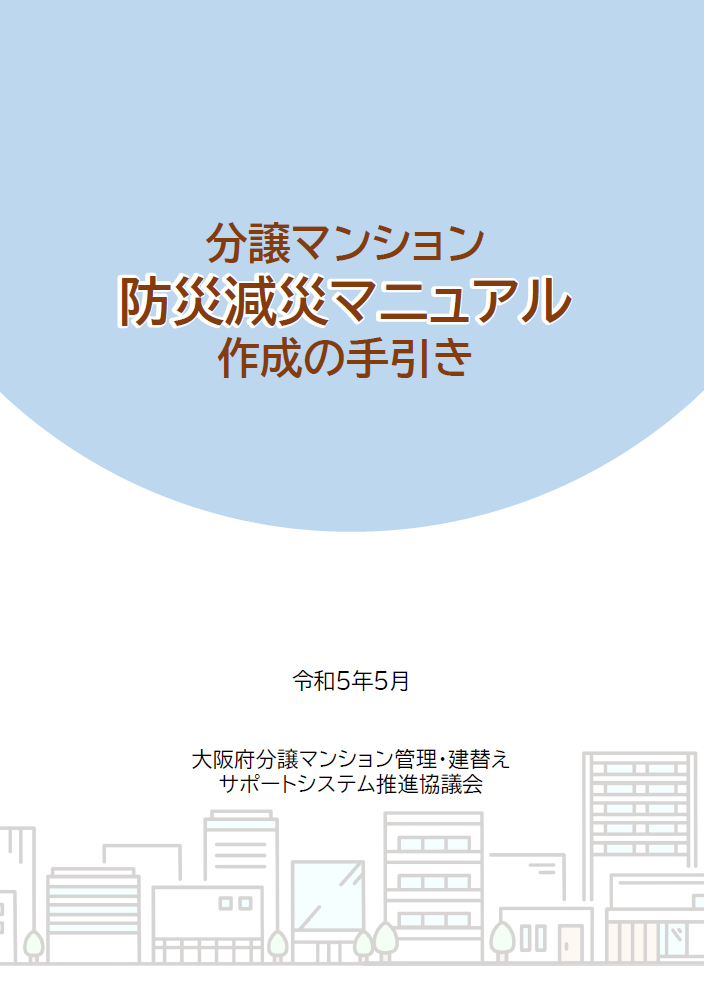 分譲マンション
防災減災マニュアル
作成の手引き
令和5年5月
大阪府分譲マンション管理・建替え
サポートシステム推進協議会